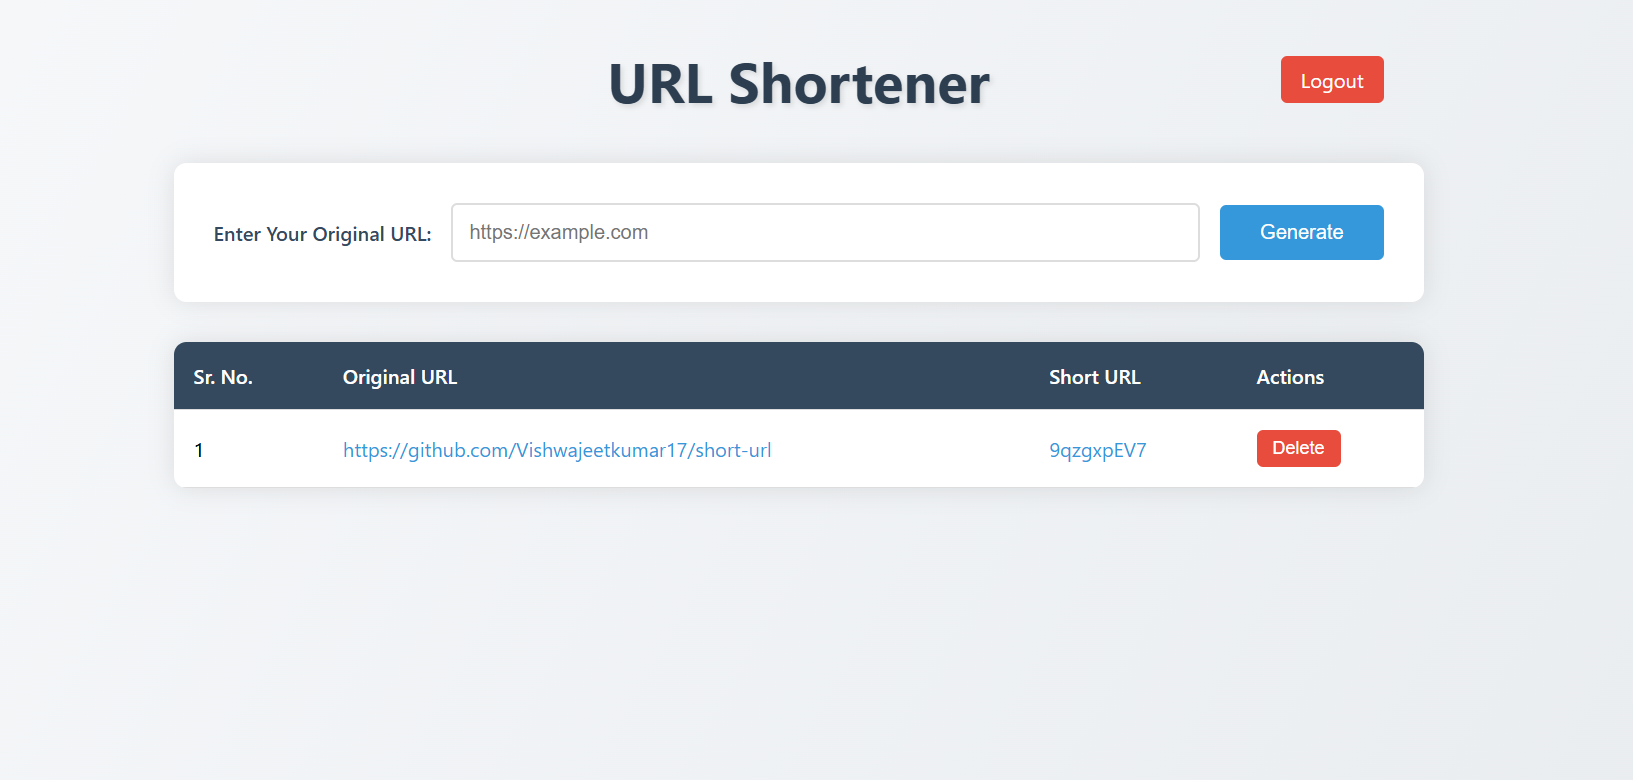 URL Shortener
Logout
Enter Your Original URL:
https://example.com
Generate
Sr. No. Original URL Short URL Actions
1 https://github.com/Vishwajeetkumar17/short-url 9qzgxpEV7 Delete